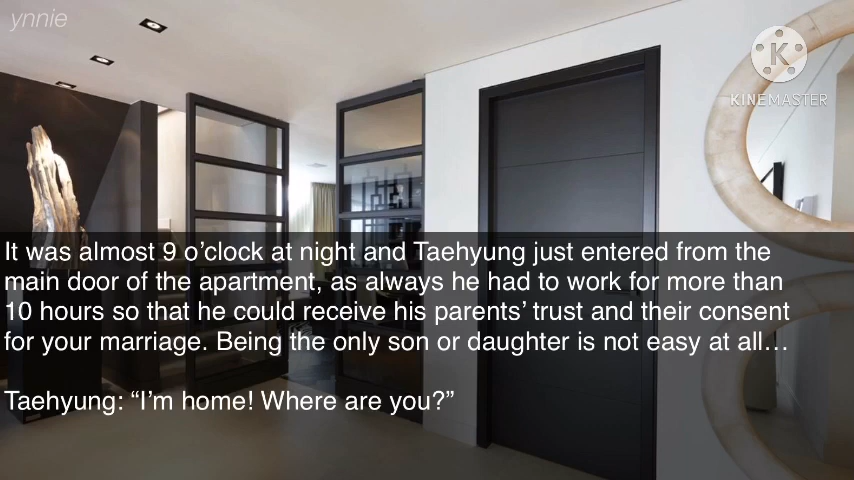 ynnie
K
KINEMASTER
It was almost 9 o’clock at night and Taehyung just entered from the
main door of the apartment, as always he had to work for more than
10 hours so that he could receive his parents’ trust and their consent
for your marriage. Being the only son or daughter is not easy at all…
Taehyung: “I’m home! Where are you?”